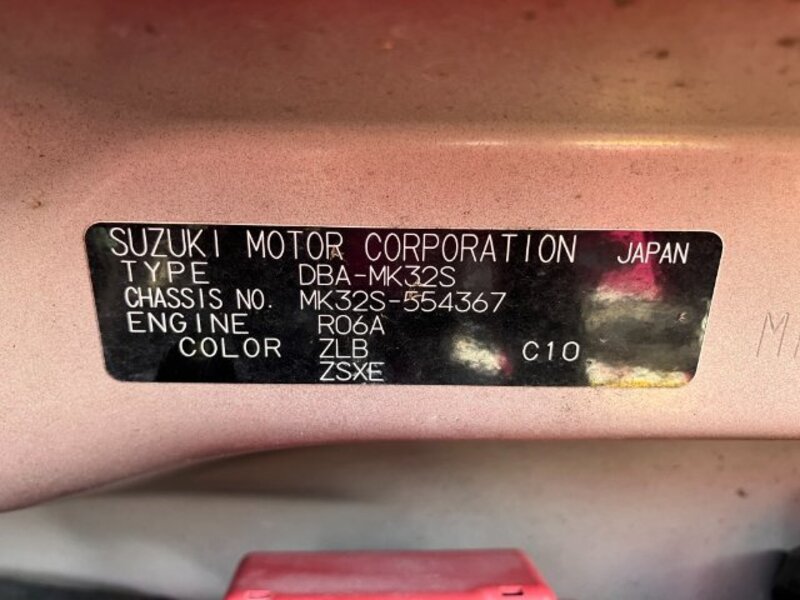 SUZUKI MOTOR CORPORATION JAPAN
TYPE DBA-MK32S
CHASSIS NO. MK32S-554367
ENGINE R06A
COLOR ZLB C10
ZSXE